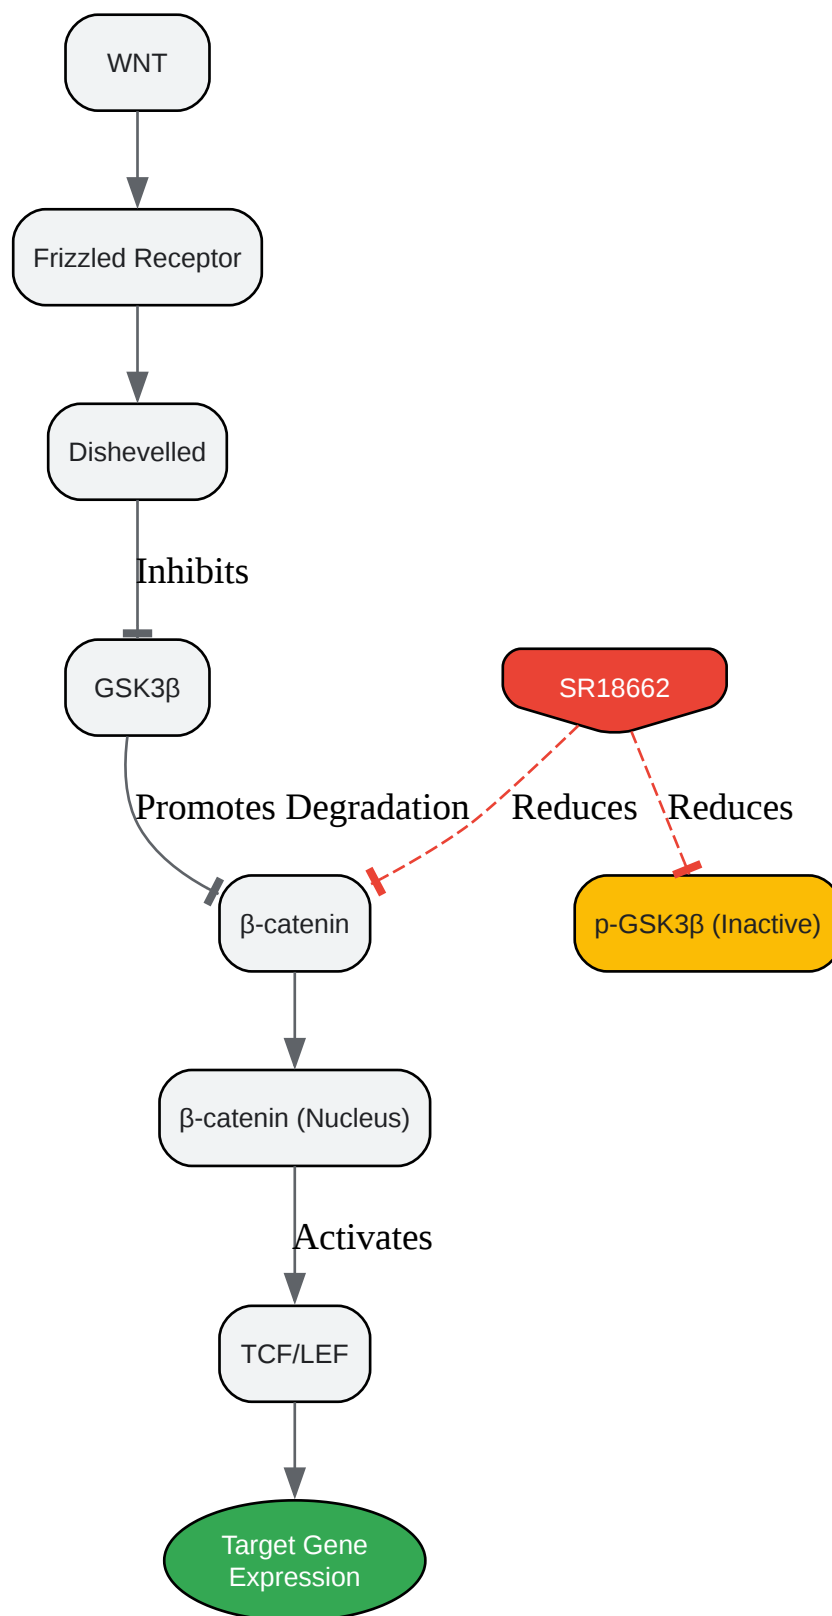 WNT
Frizzled Receptor
Dishevelled
Inhibits
GSK3β
SR18662
Promotes Degradation
Reduces
Reduces
β-catenin
p-GSK3β (Inactive)
β-catenin (Nucleus)
Activates
TCF/LEF
Target Gene
Expression